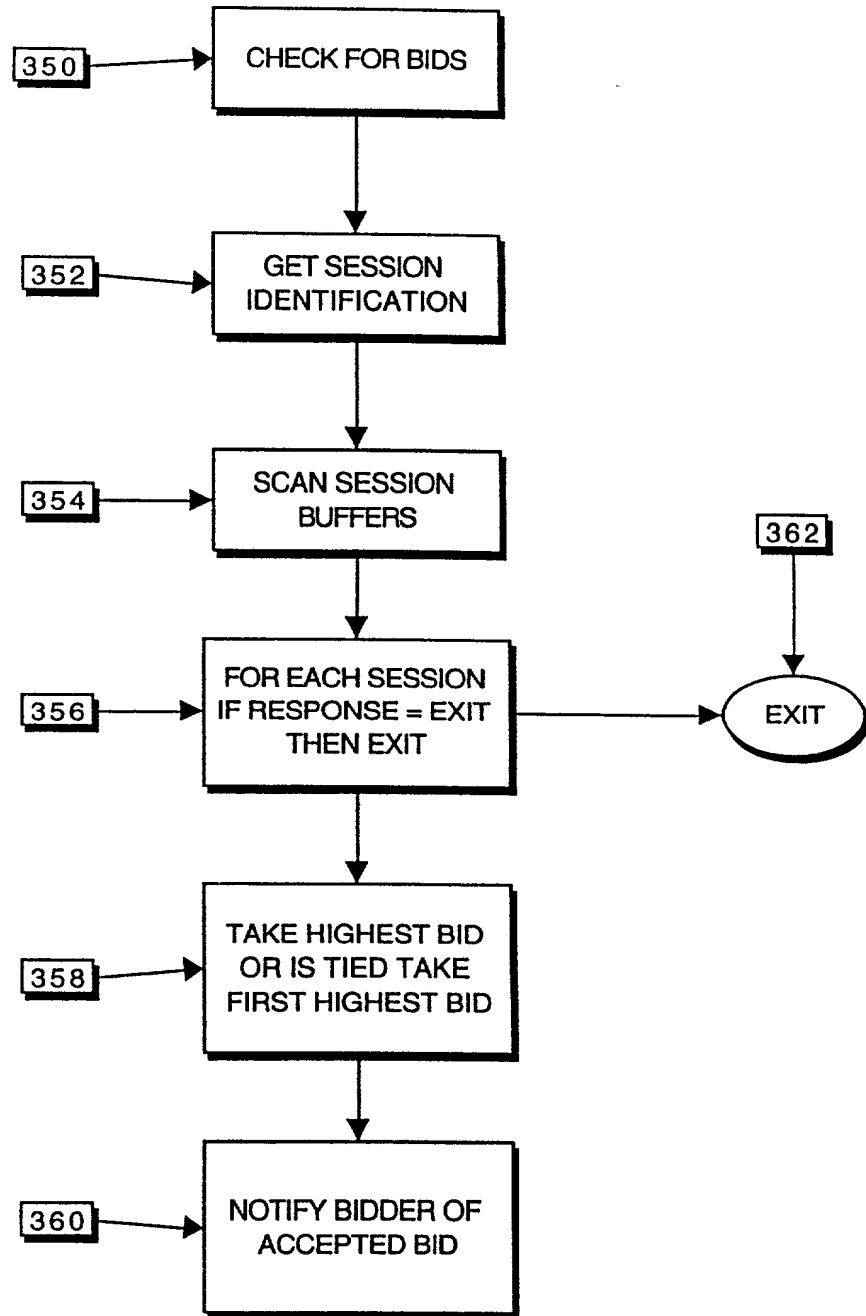 350
CHECK FOR BIDS
352
GET SESSION
IDENTIFICATION
354
SCAN SESSION
BUFFERS
362
356
FOR EACH SESSION
IF RESPONSE = EXIT
THEN EXIT
EXIT
358
TAKE HIGHEST BID
OR IS TIED TAKE
FIRST HIGHEST BID
360
NOTIFY BIDDER OF
ACCEPTED BID